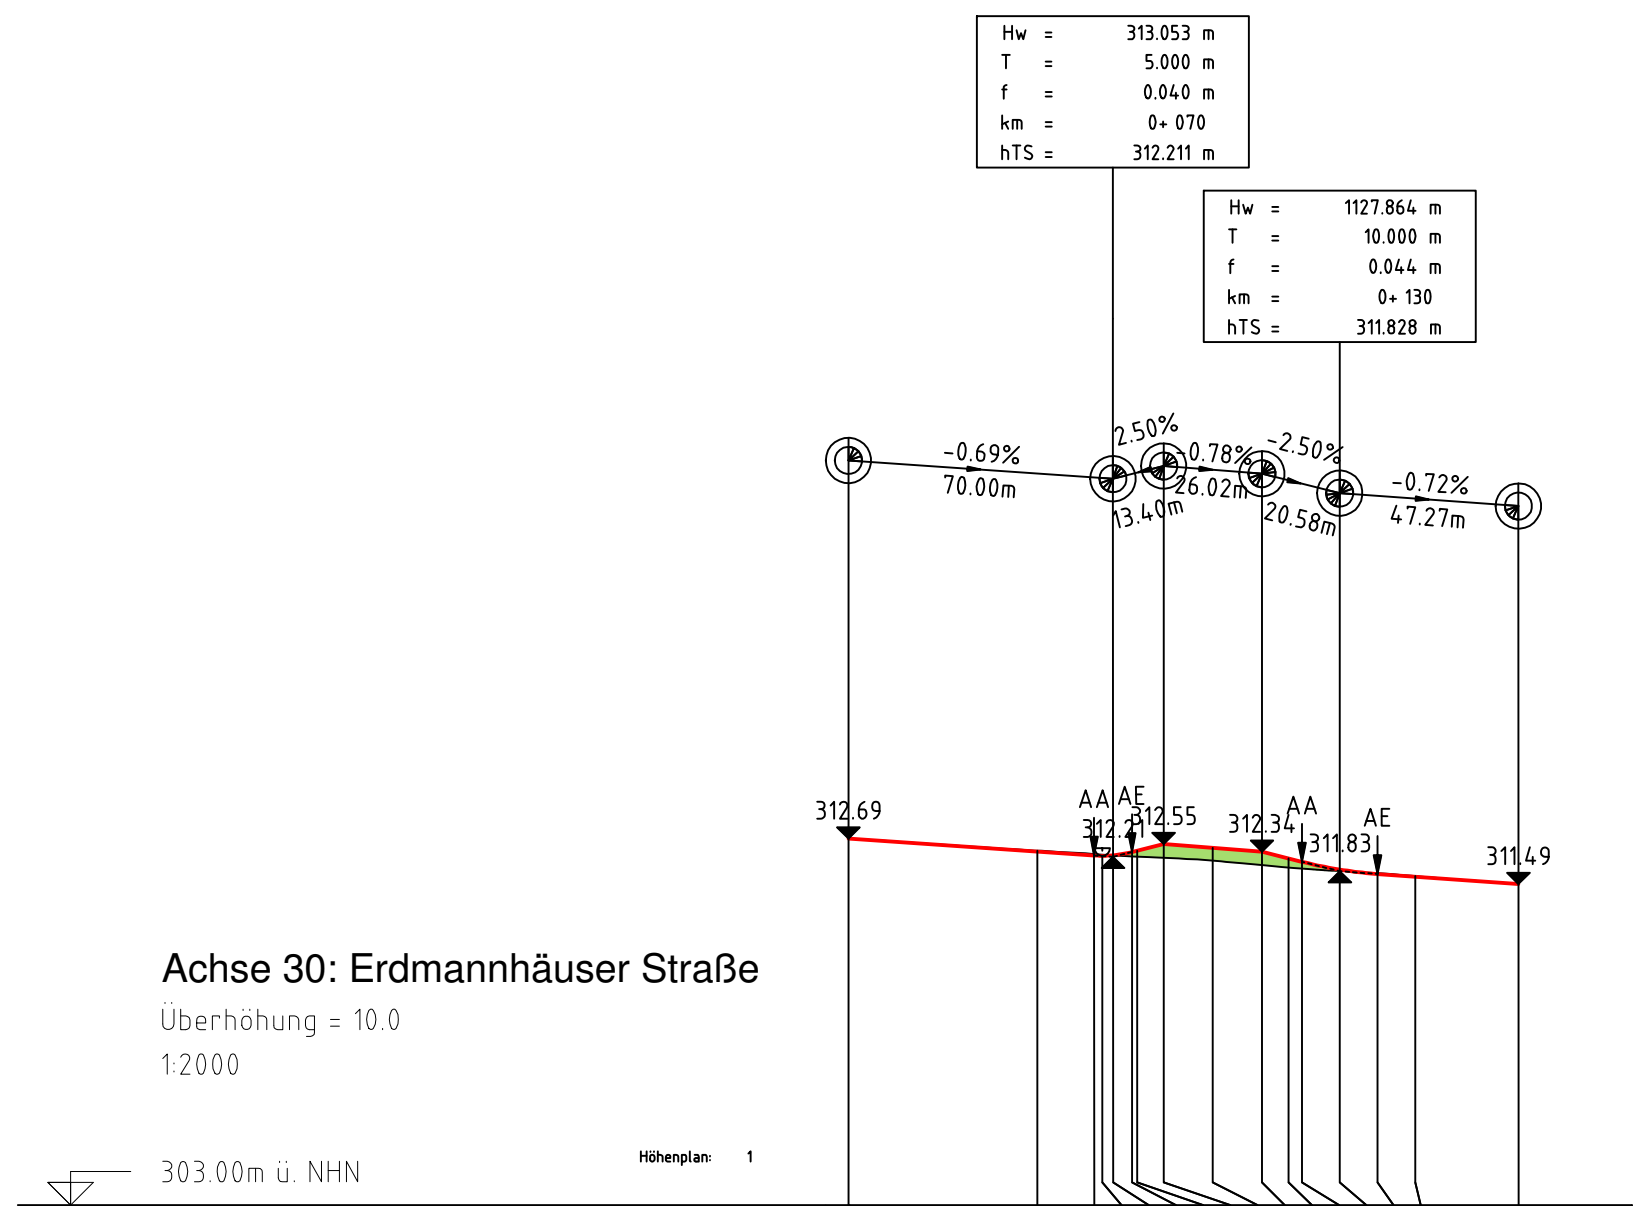 Hw = 313.053 m
T = 5.000 m
f = 0.040 m
km = 0+ 070
hTS = 312.211 m
Hw = 1127.864 m
T = 10.000 m
f = 0.044 m
km = 0+ 130
hTS = 311.828 m
-0.69%
70.00m
2.50%
13.40m
-0.78%
26.02m
-2.50%
20.58m
-0.72%
47.27m
312.69
AA
312.21
AE
312.55
312.34
AA
311.83
AE
311.49
Achse 30: Erdmannhäuser Straße
Überhöhung = 10.0
1:2000
303.00m ü. NHN
Höhenplan: 1